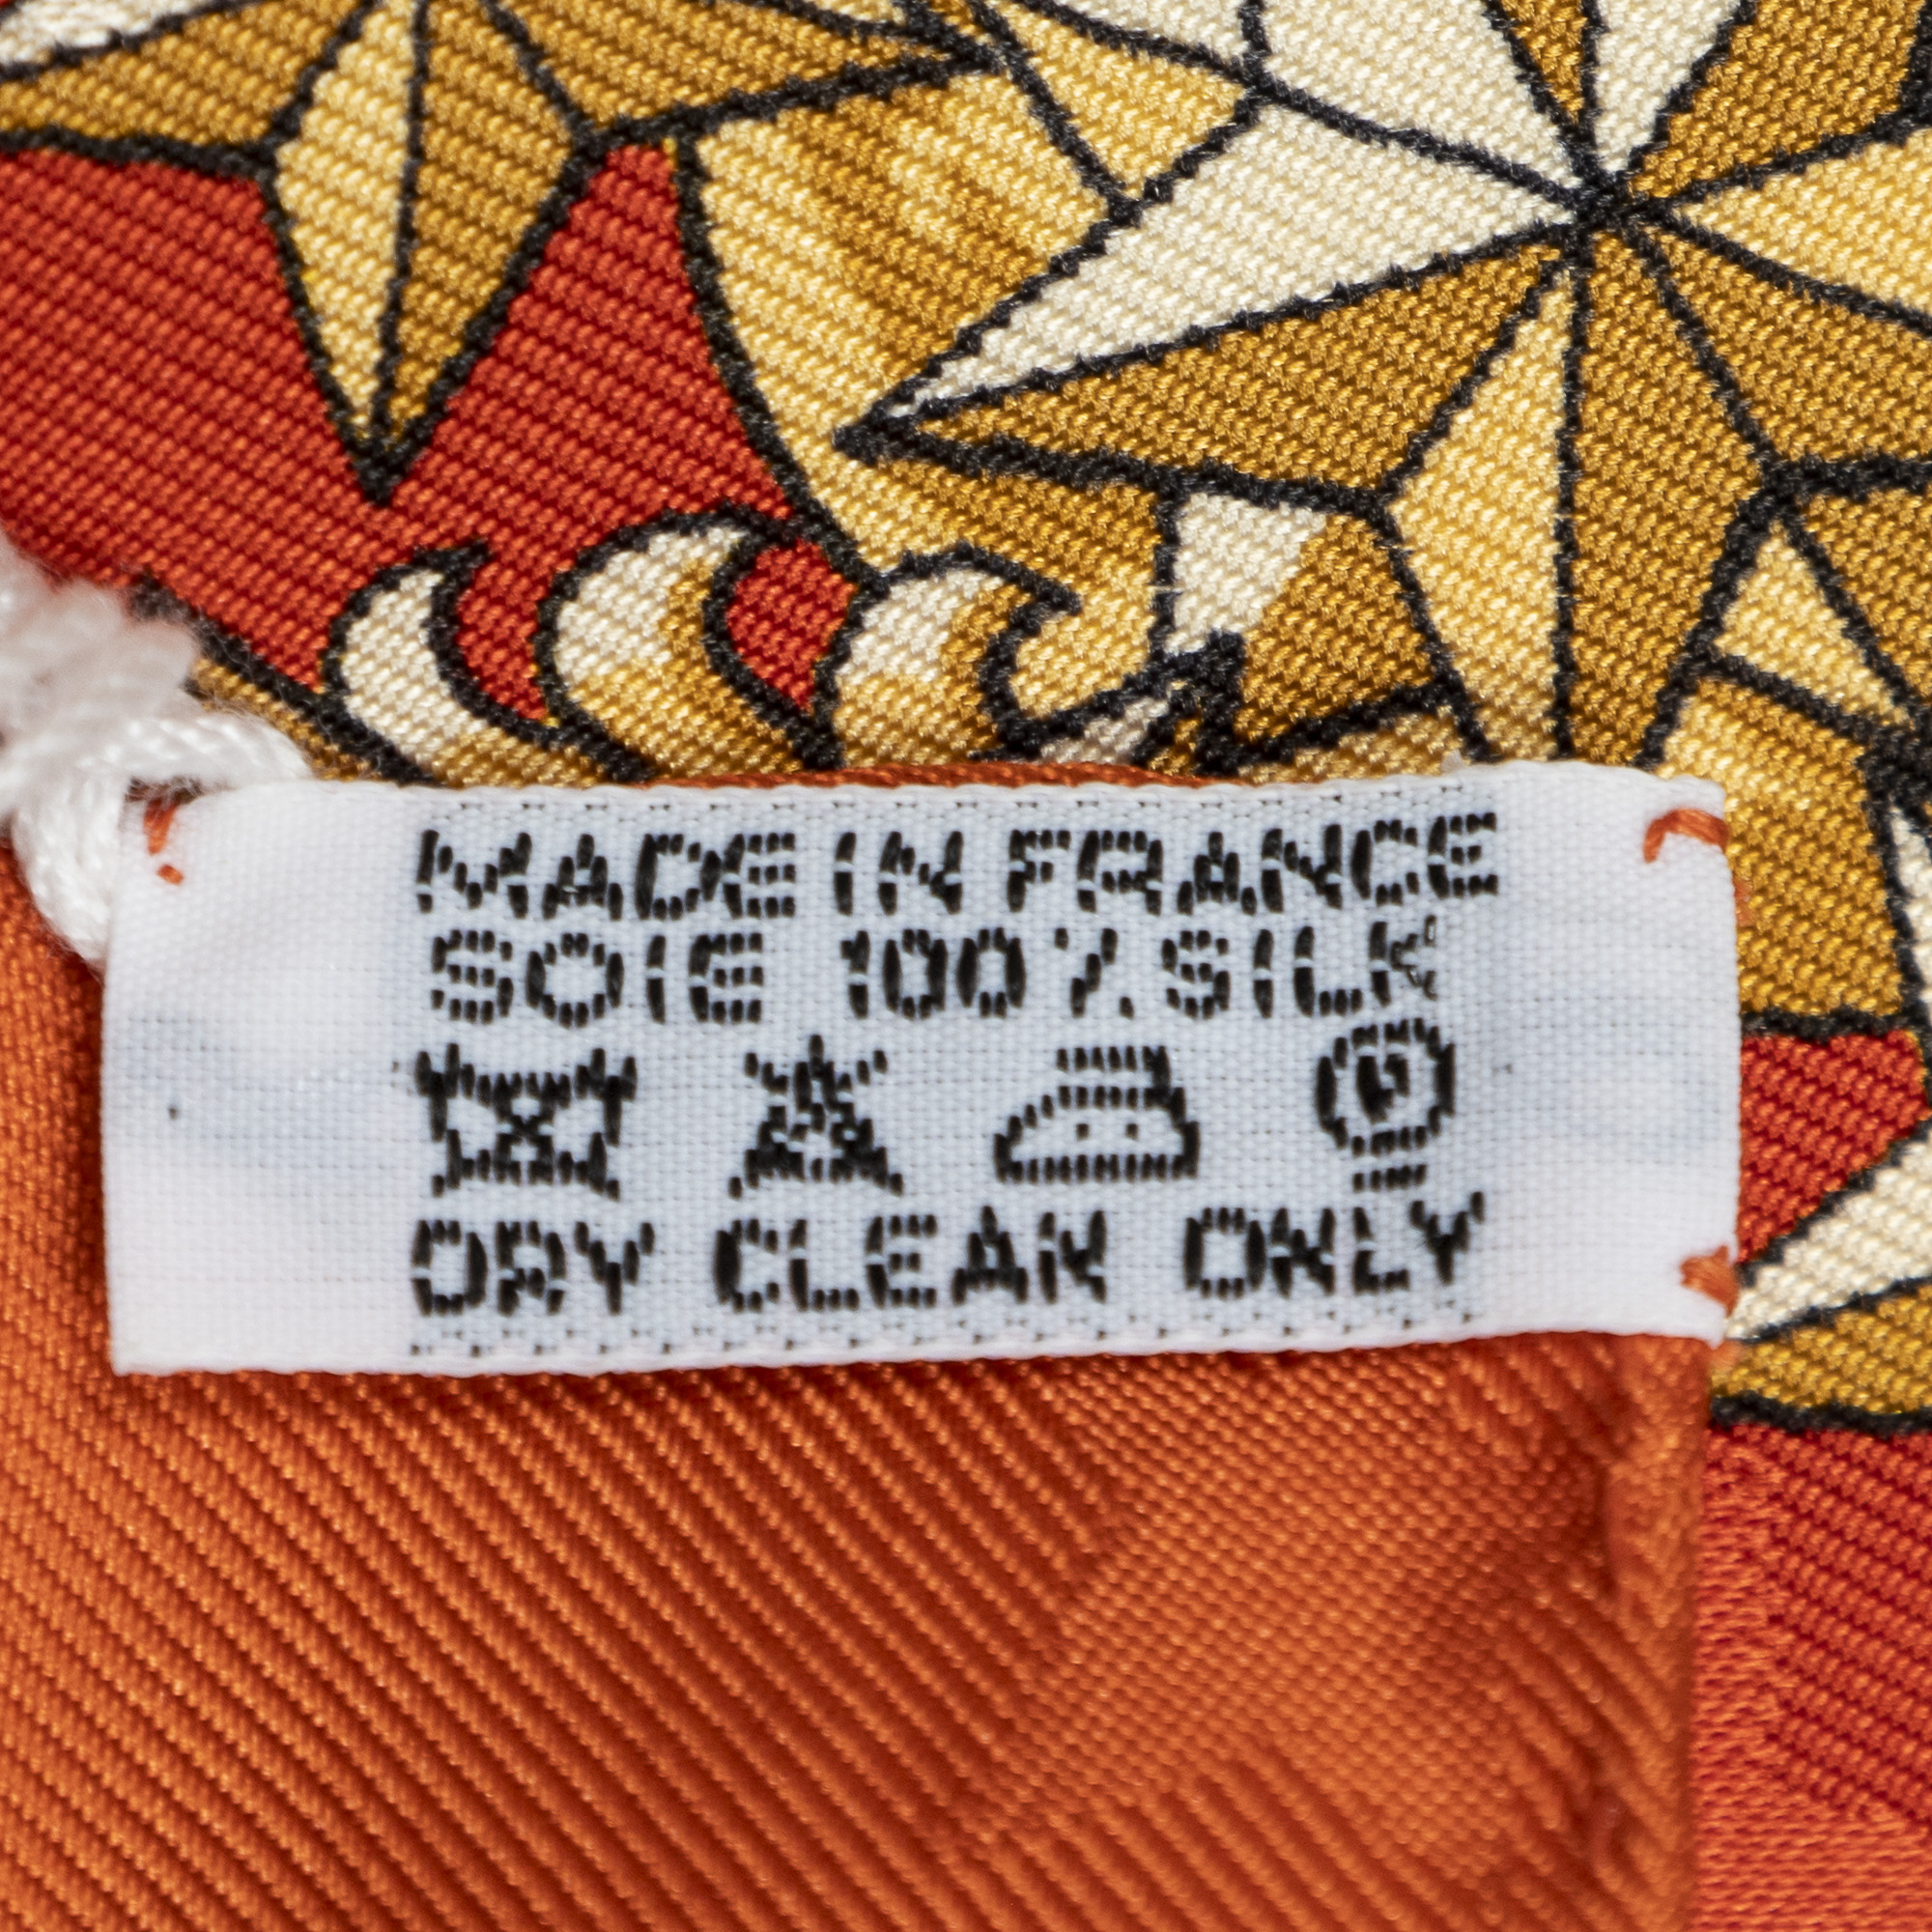 MADE IN FRANCE
SOIE 100% SILK
P
DRY CLEAN ONLY